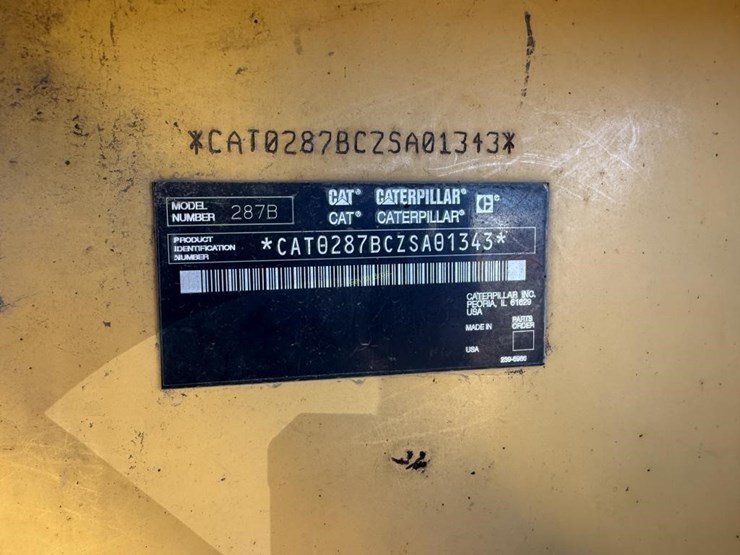 *CAT0287BCZSA01343*
CAT® CATERPILLAR® C®
MODEL NUMBER 287B
CAT® CATERPILLAR®
PRODUCT IDENTIFICATION NUMBER *CAT0287BCZSA01343*
CATERPILLAR INC.
PEORIA, IL 61629
USA
MADE IN
USA
PARTS
ORDER